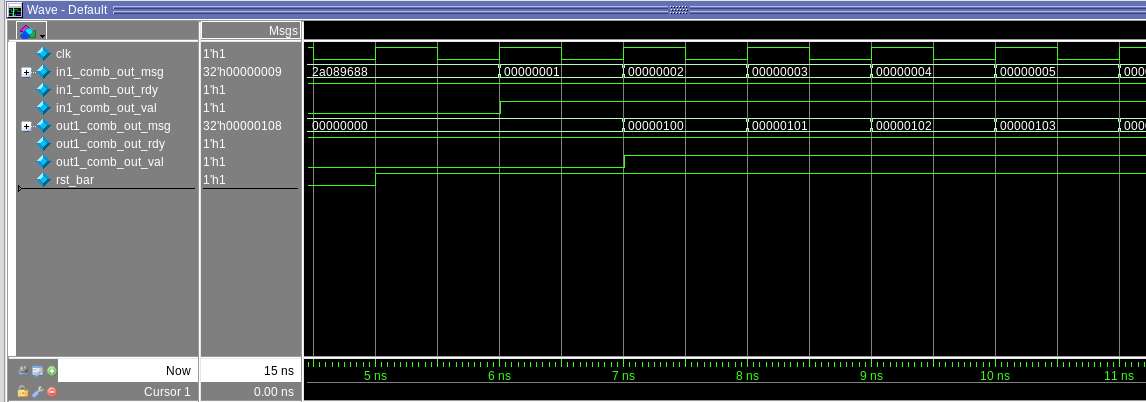 Wave - Default
Msgs
clk 1'h1
in1_comb_out_msg 32'h00000009 2a089688 00000001 00000002 00000003 00000004 00000005 000
in1_comb_out_rdy 1'h1
in1_comb_out_val 1'h1
out1_comb_out_msg 32'h00000108 00000000 00000100 00000101 00000102 00000103 000
out1_comb_out_rdy 1'h1
out1_comb_out_val 1'h1
rst_bar 1'h1
Now 15 ns 5 ns 6 ns 7 ns 8 ns 9 ns 10 ns 11 ns
Cursor 1 0.00 ns